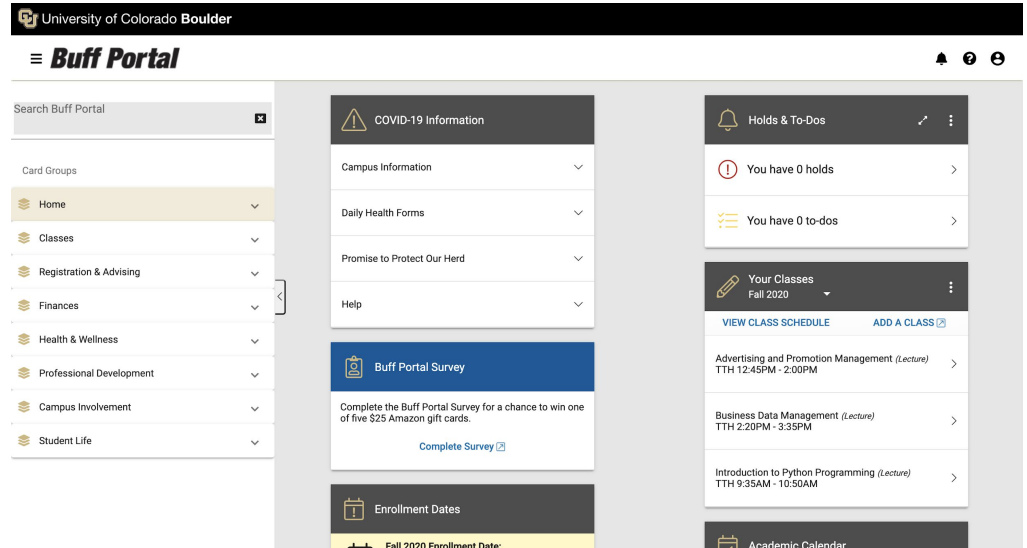 University of Colorado Boulder
Buff Portal
Search Buff Portal
Card Groups
Home
Classes
Registration & Advising
Finances
Health & Wellness
Professional Development
Campus Involvement
Student Life
COVID-19 Information
Campus Information
Daily Health Forms
Promise to Protect Our Herd
Help
Buff Portal Survey
Complete the Buff Portal Survey for a chance to win one
of five $25 Amazon gift cards.
Complete Survey
Enrollment Dates
Fall 2020 Enrollment Date:
Holds & To-Dos
You have 0 holds
You have 0 to-dos
Your Classes
Fall 2020
VIEW CLASS SCHEDULE ADD A CLASS
Advertising and Promotion Management (Lecture)
TTH 12:45PM - 2:00PM
Business Data Management (Lecture)
TTH 2:20PM - 3:35PM
Introduction to Python Programming (Lecture)
TTH 9:35AM - 10:50AM
Academic Calendar